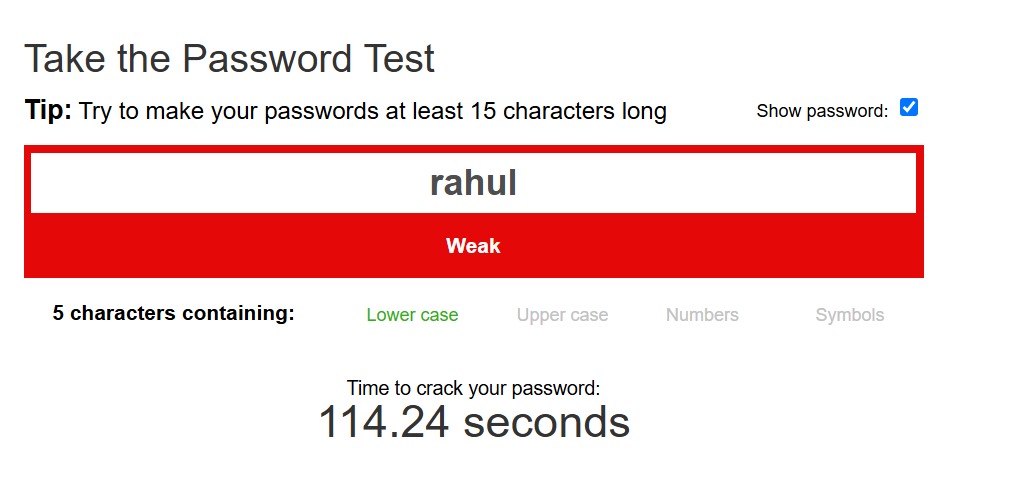 Take the Password Test
Tip: Try to make your passwords at least 15 characters long Show password:
rahul
Weak
5 characters containing: Lower case Upper case Numbers Symbols
Time to crack your password:
114.24 seconds